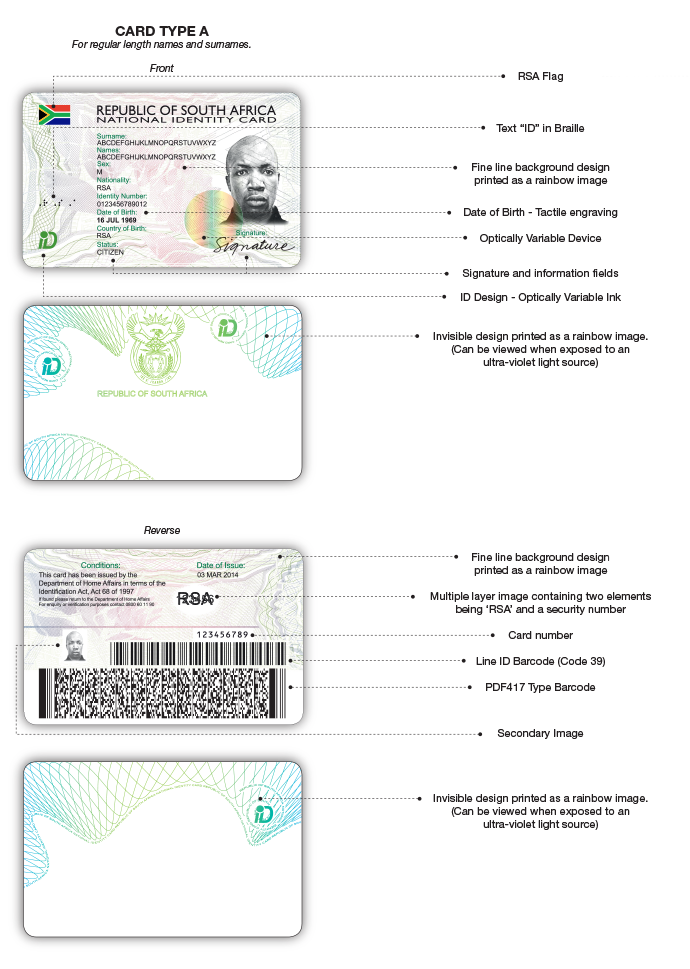 CARD TYPE A
For regular length names and surnames.
Front
RSA Flag
REPUBLIC OF SOUTH AFRICA
NATIONAL IDENTITY CARD
Text “ID” in Braille
Surname:
ABCDEFGHIJKLMNOPQRSTUVWXYZ
Names:
ABCDEFGHIJKLMNOPQRSTUVWXYZ
Sex:
M
Nationality:
RSA
Identity Number:
0123456789012
Date of Birth:
16 JUL 1969
Country of Birth:
RSA
Status:
CITIZEN
Signature:
Signature
iD
Fine line background design
printed as a rainbow image
Date of Birth - Tactile engraving
Optically Variable Device
Signature and information fields
ID Design - Optically Variable Ink
iD
iD
REPUBLIC OF SOUTH AFRICA
Invisible design printed as a rainbow image.
(Can be viewed when exposed to an
ultra-violet light source)
Reverse
Conditions:
This card has been issued by the
Department of Home Affairs in terms of the
Identification Act, Act 68 of 1997
If found please return to the Department of Home Affairs
For enquiry or verification purposes contact 0800 60 11 90
Date of Issue:
03 MAR 2014
RSA
123456789
Fine line background design
printed as a rainbow image
Multiple layer image containing two elements
being ‘RSA’ and a security number
Card number
Line ID Barcode (Code 39)
PDF417 Type Barcode
Secondary Image
iD
Invisible design printed as a rainbow image.
(Can be viewed when exposed to an
ultra-violet light source)